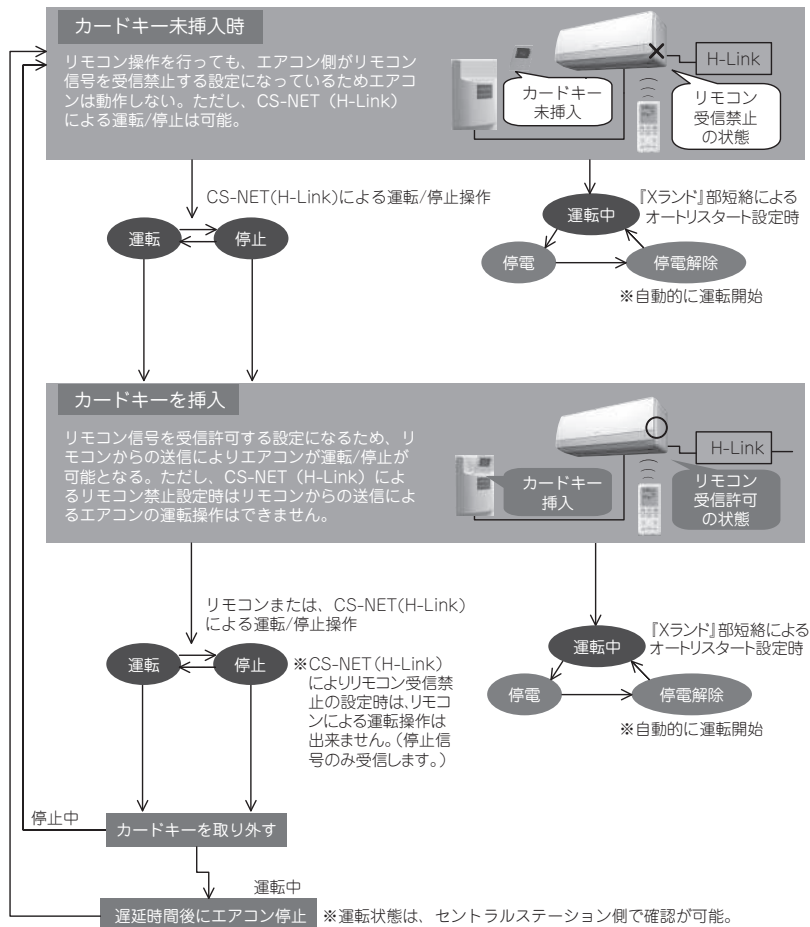 カードキー未挿入時
リモコン操作を行っても、エアコン側がリモコン
信号を受信禁止する設定になっているためエアコ
ンは動作しない。ただし、CS-NET（H-Link）
による運転/停止は可能。
カードキー
未挿入
H-Link
リモコン
受信禁止
の状態
CS-NET(H-Link)による運転/停止操作
運転
停止
『Xランド』部短絡による
オートリスタート設定時
運転中
停電
停電解除
※自動的に運転開始
カードキーを挿入
リモコン信号を受信許可する設定になるため、リ
モコンからの送信によりエアコンが運転/停止が
可能となる。ただし、CS-NET（H-Link）によ
るリモコン禁止設定時はリモコンからの送信によ
るエアコンの運転操作はできません。
カードキー
挿入
H-Link
リモコン
受信許可
の状態
リモコンまたは、CS-NET(H-Link)
による運転/停止操作
運転
停止
※CS-NET(H-Link)
によりリモコン受信禁
止の設定時は、リモコ
ンによる運転操作は
出来ません。（停止信
号のみ受信します。）
『Xランド』部短絡による
オートリスタート設定時
運転中
停電
停電解除
※自動的に運転開始
停止中
カードキーを取り外す
運転中
遅延時間後にエアコン停止
※運転状態は、セントラルステーション側で確認が可能。